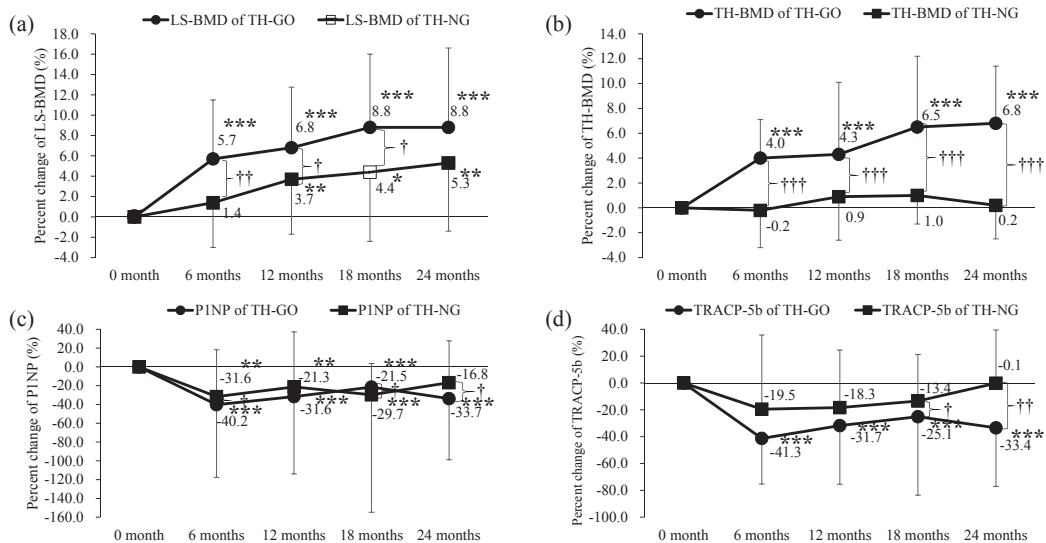 (a)
LS-BMD of TH-GO LS-BMD of TH-NG
Percent change of LS-BMD (%)
18.0
16.0
14.0
12.0
10.0
8.0
6.0
4.0
2.0
0.0
-2.0
-4.0
*** *** *** ***
5.7 6.8 8.8 8.8
†† † †
1.4 3.7 4.4 5.3
** * **
0 month 6 months 12 months 18 months 24 months
(b)
TH-BMD of TH-GO TH-BMD of TH-NG
Percent change of TH-BMD (%)
14.0
12.0
10.0
8.0
6.0
4.0
2.0
0.0
-2.0
-4.0
*** *** *** ***
4.0 4.3 6.5 6.8
††† ††† ††† †††
-0.2 0.9 1.0 0.2
0 month 6 months 12 months 18 months 24 months
(c)
P1NP of TH-GO P1NP of TH-NG
Percent change of P1NP (%)
40.0
20.0
0.0
-20.0
-40.0
-60.0
-80.0
-100.0
-120.0
-140.0
-160.0
** ** ***
-31.6 -21.3 -21.5 -16.8
† † †
*** *** *** ***
-40.2 -31.6 -29.7 -33.7
0 month 6 months 12 months 18 months 24 months
(d)
TRACP-5b of TH-GO TRACP-5b of TH-NG
Percent change of TRACP-5b (%)
40.0
20.0
0.0
-20.0
-40.0
-60.0
-80.0
-100.0
-19.5 -18.3 -13.4 -0.1
† ††
*** *** *** ***
-41.3 -31.7 -25.1 -33.4
0 month 6 months 12 months 18 months 24 months